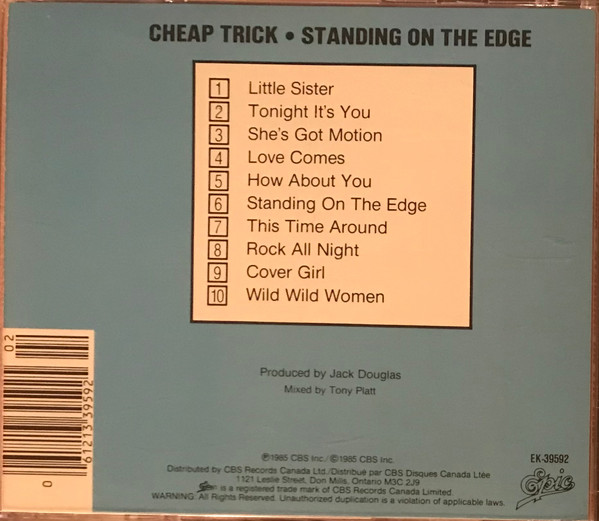 CHEAP TRICK • STANDING ON THE EDGE
1 Little Sister
2 Tonight It's You
3 She's Got Motion
4 Love Comes
5 How About You
6 Standing On The Edge
7 This Time Around
8 Rock All Night
9 Cover Girl
10 Wild Wild Women
Produced by Jack Douglas
Mixed by Tony Platt
℗1985 CBS Inc./©1985 CBS Inc.
Distributed by CBS Records Canada Ltd./Distribué par CBS Disques Canada Ltée
1121 Leslie Street, Don Mills, Ontario M3C 2J9
Epic is a registered trade mark of CBS Records Canada Limited.
WARNING: All Rights Reserved. Unauthorized duplication is a violation of applicable laws.
EK-39592
Epic
02
61213 39592
0